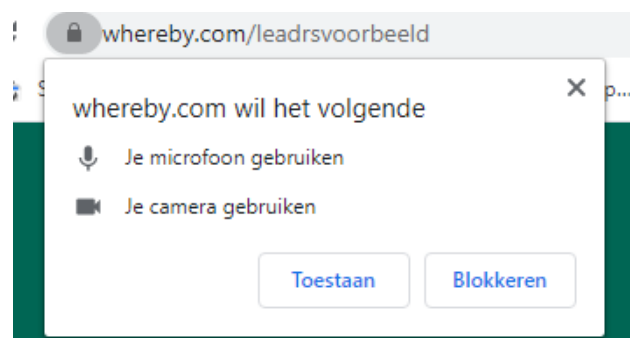 whereby.com/leadrsvoorbeeld
whereby.com wil het volgende
Je microfoon gebruiken
Je camera gebruiken
Toestaan
Blokkeren